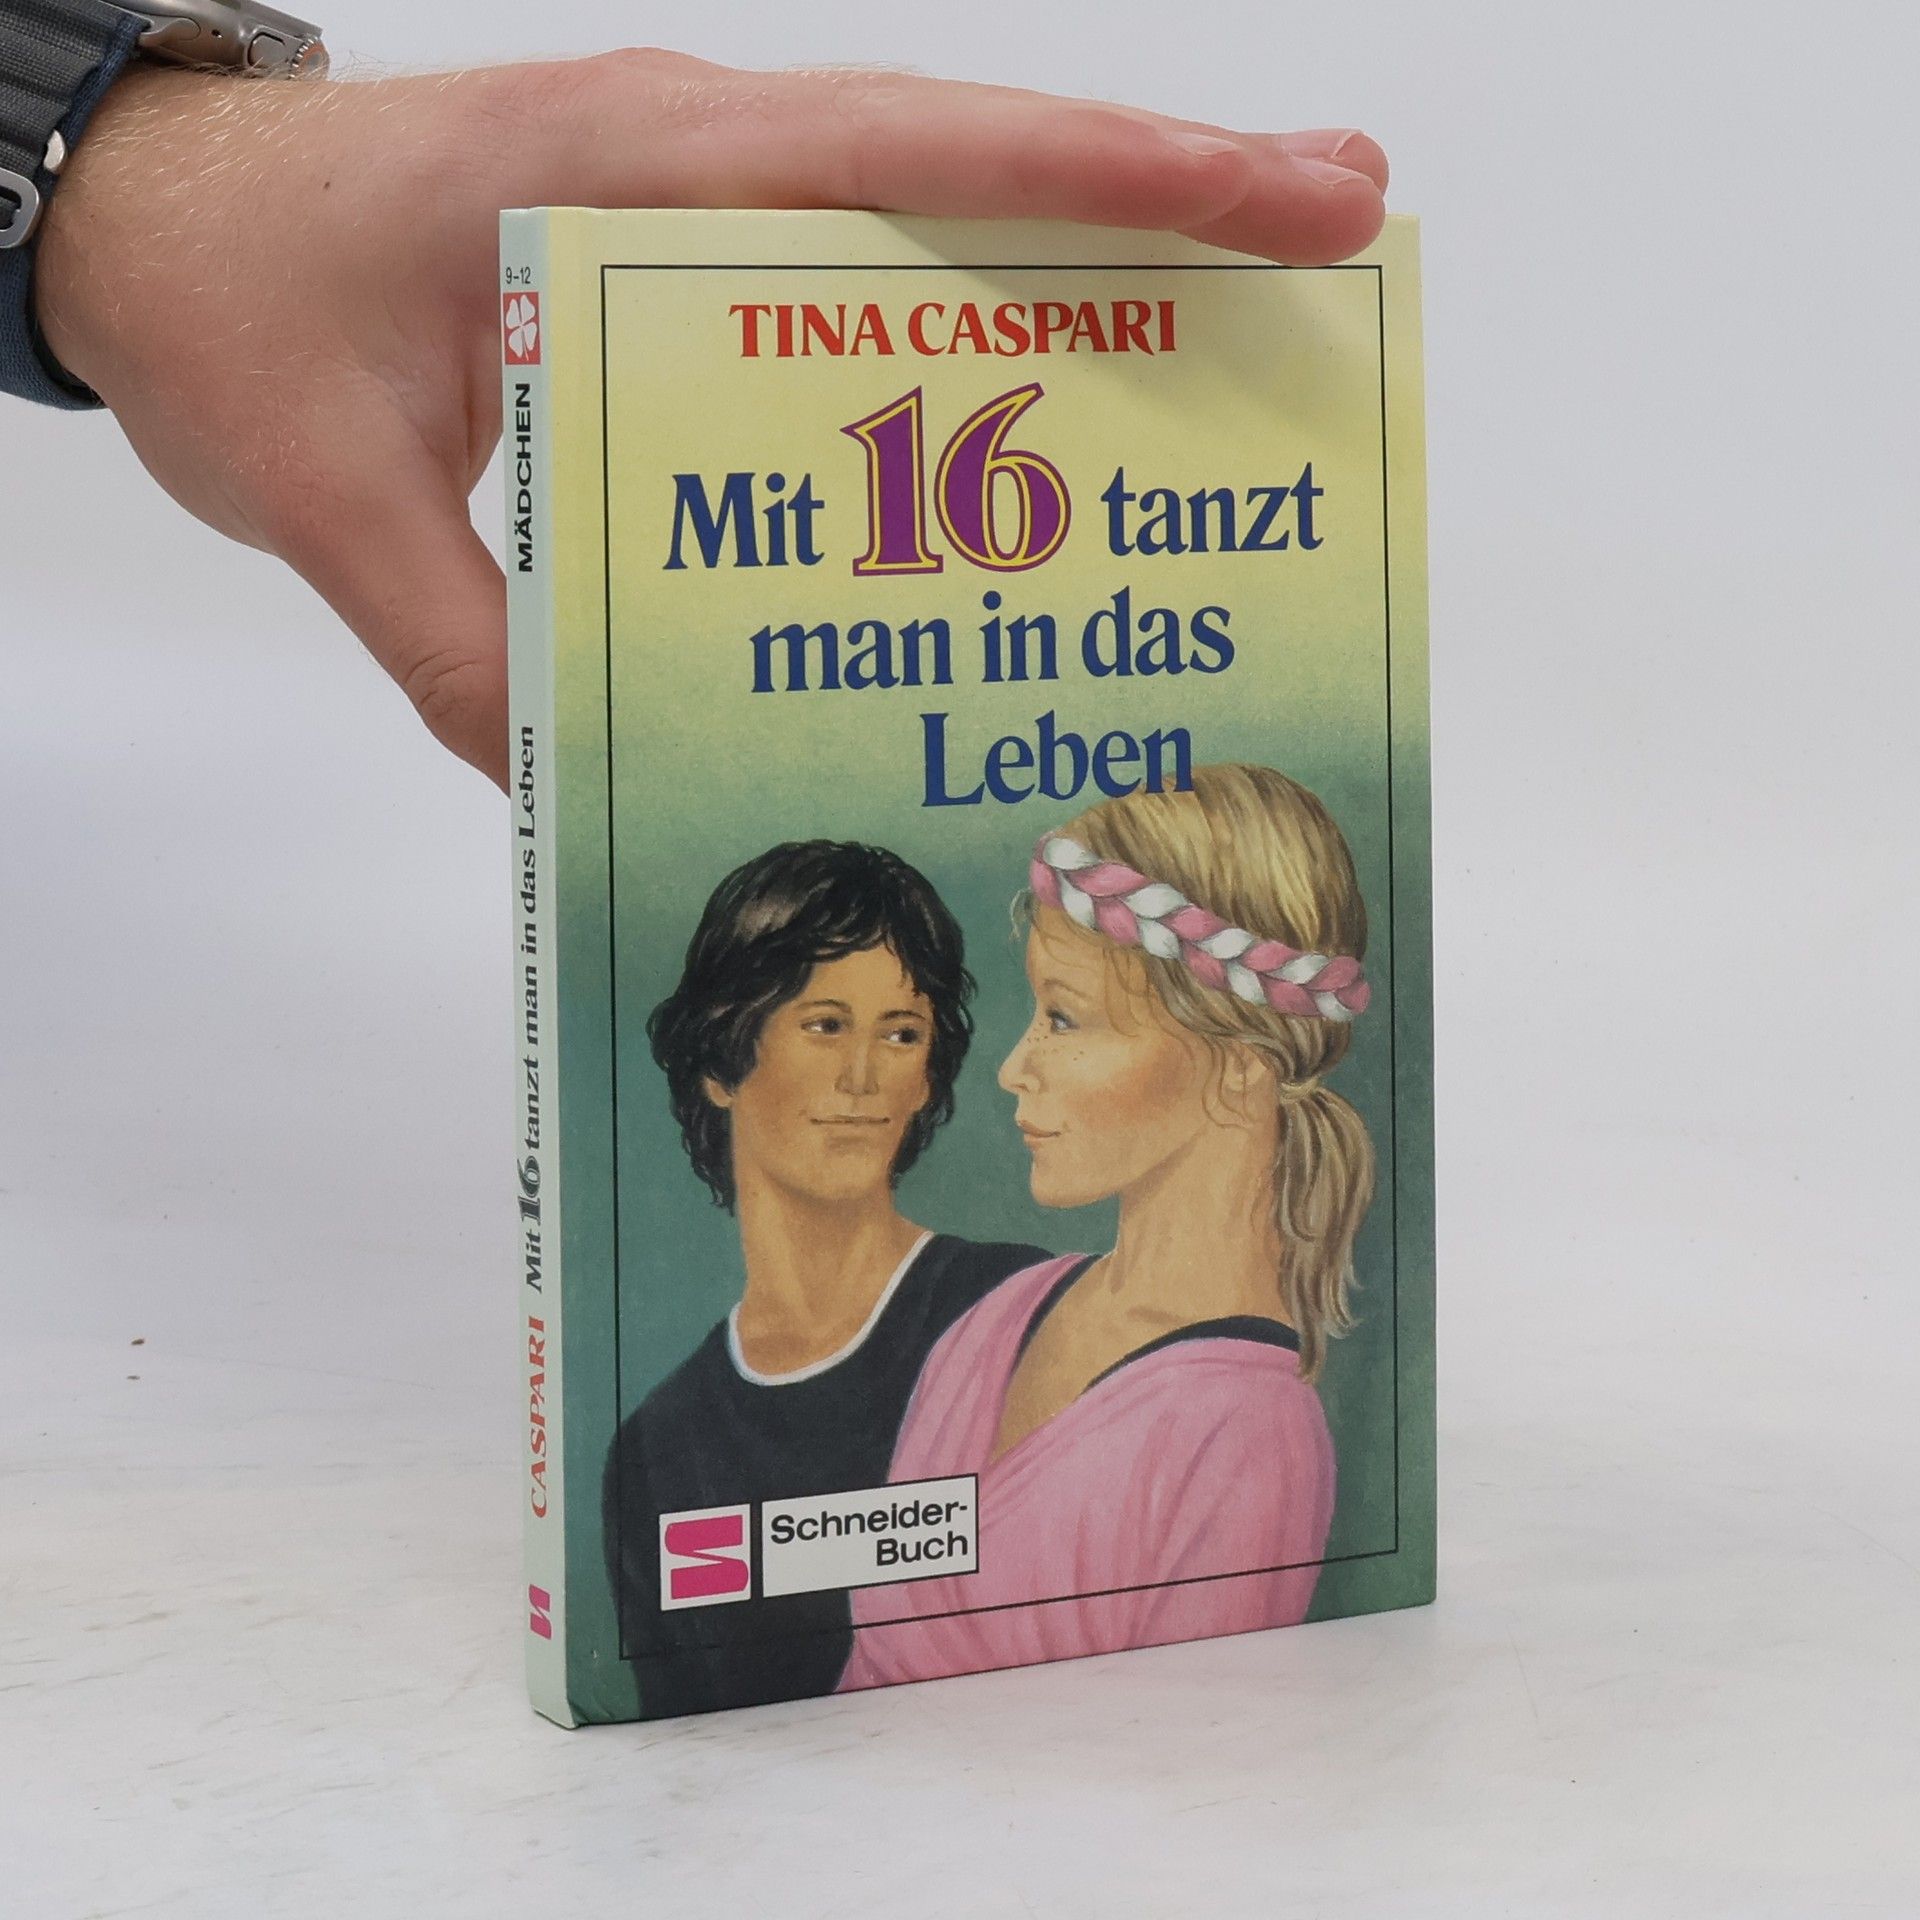 TINA CASPARI
Mit 16 tanzt
man in das
Leben
Schneider-
Buch
9-12
MÄDCHEN
CASPARI Mit 16 tanzt man in das Leben